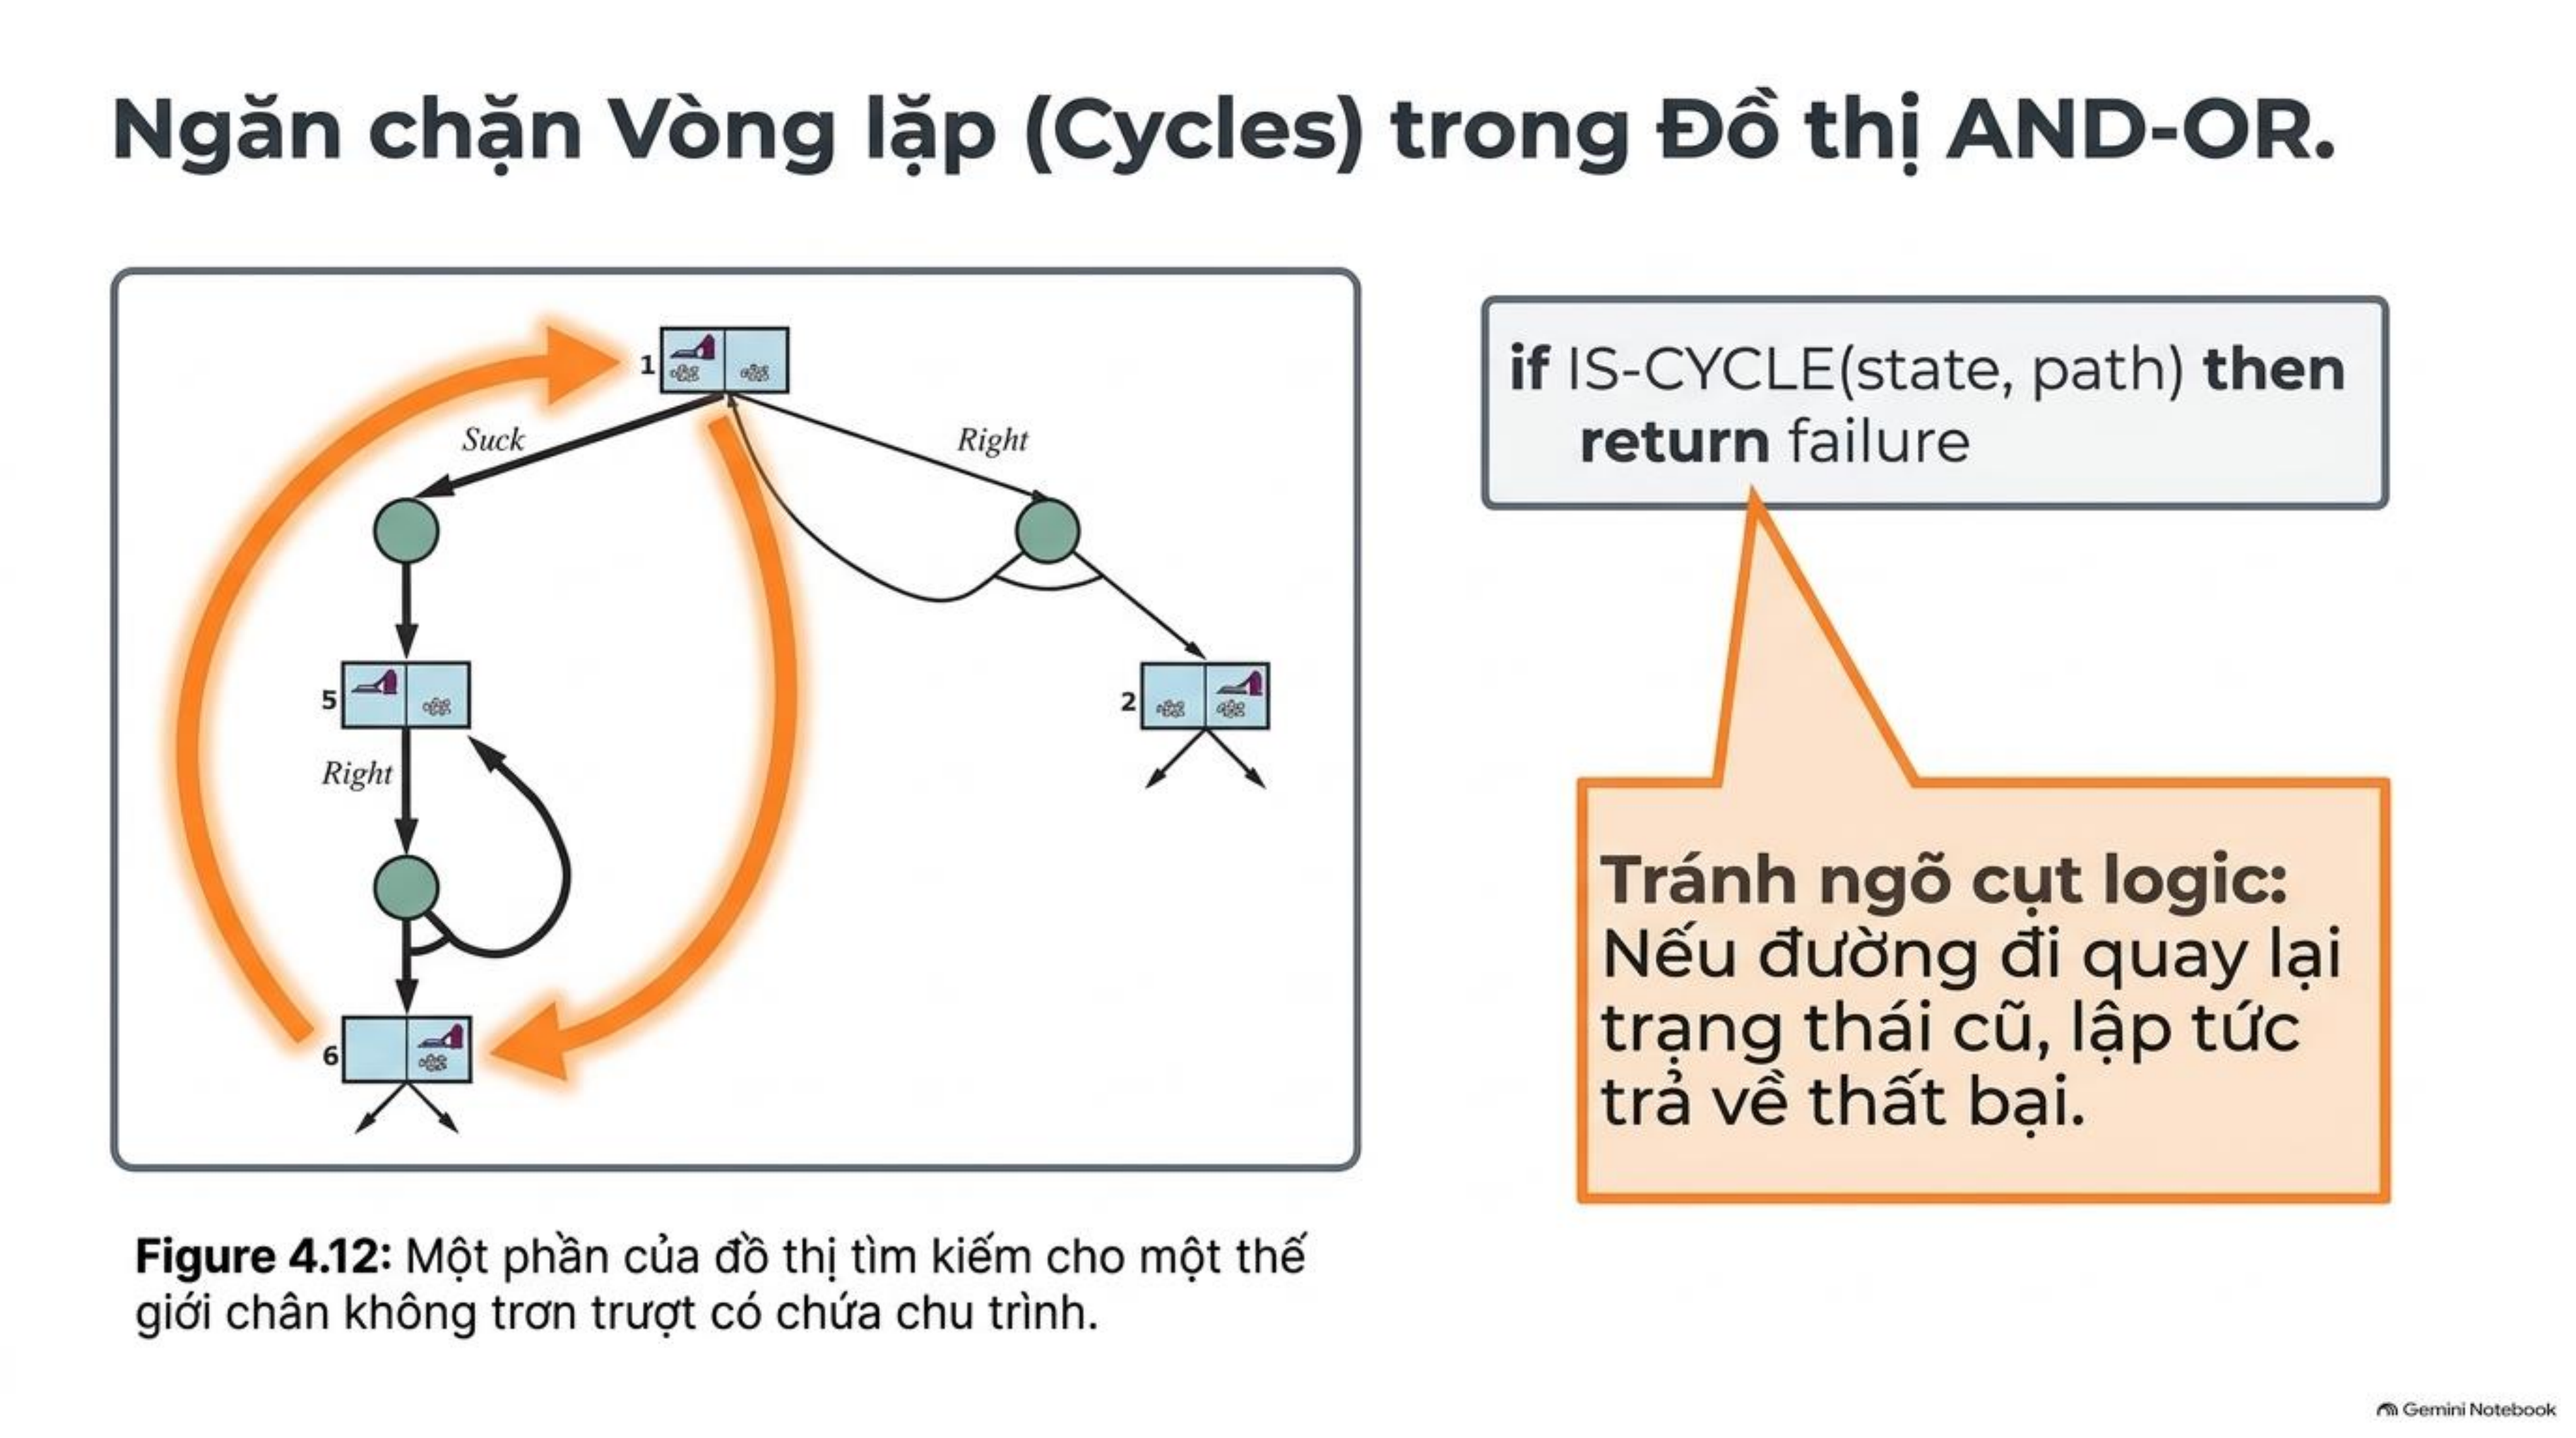 Ngăn chặn Vòng lặp (Cycles) trong Đồ thị AND-OR.
1
Suck
Right
5
2
Right
6
if IS-CYCLE(state, path) then
return failure
Tránh ngõ cụt logic:
Nếu đường đi quay lại
trạng thái cũ, lập tức
trả về thất bại.
Figure 4.12: Một phần của đồ thị tìm kiếm cho một thế
giới chân không trơn trượt có chứa chu trình.
Gemini Notebook